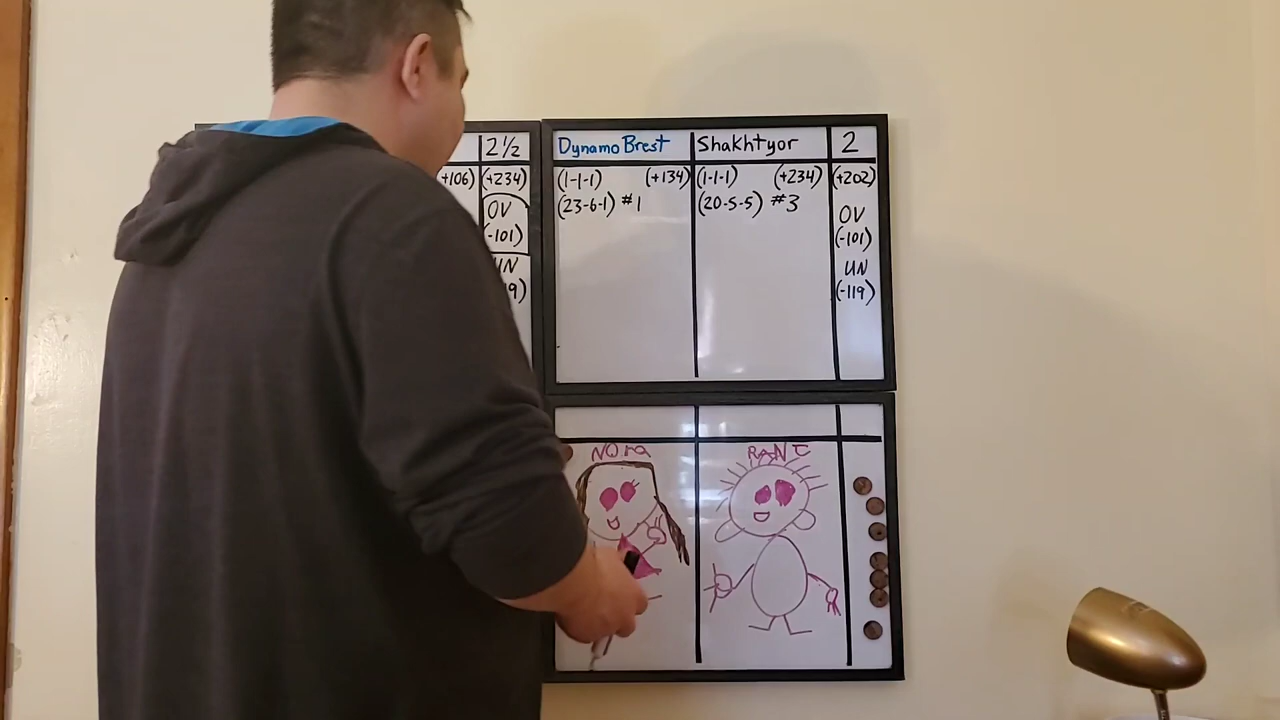 2½
+106) (+234)
OV
-101)
UN
9)
Dynamo Brest Shakhtyor 2
(1-1-1) (+134) (1-1-1) (+234) (+202)
(23-6-1) #1 (20-5-5) #3
OV
(-101)
UN
(-119)
NOra